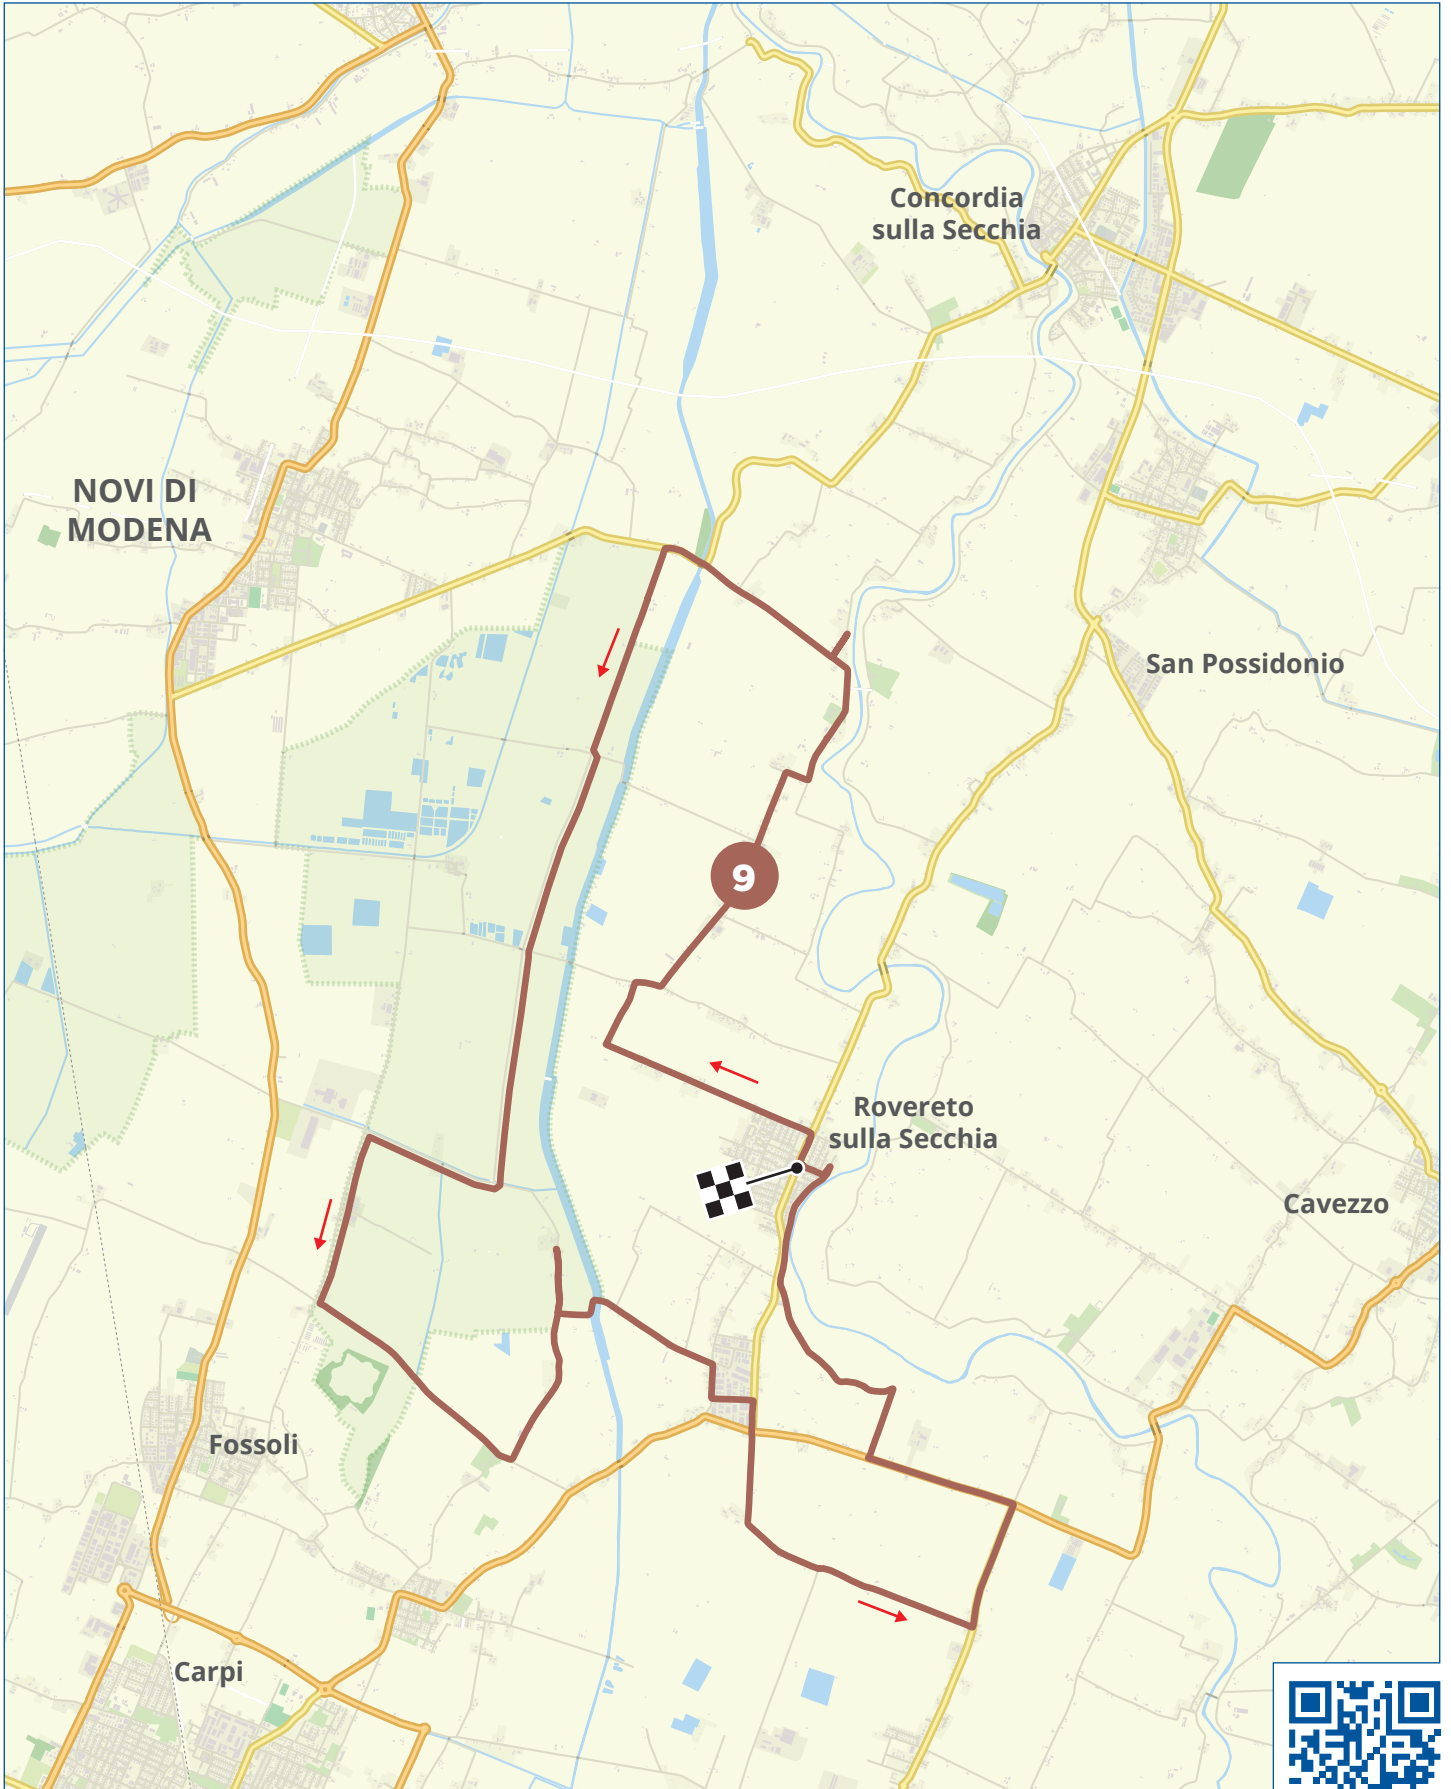 Concordia
sulla Secchia
NOVI DI
MODENA
San Possidonio
9
Rovereto
sulla Secchia
Cavezzo
Fossoli
Carpi